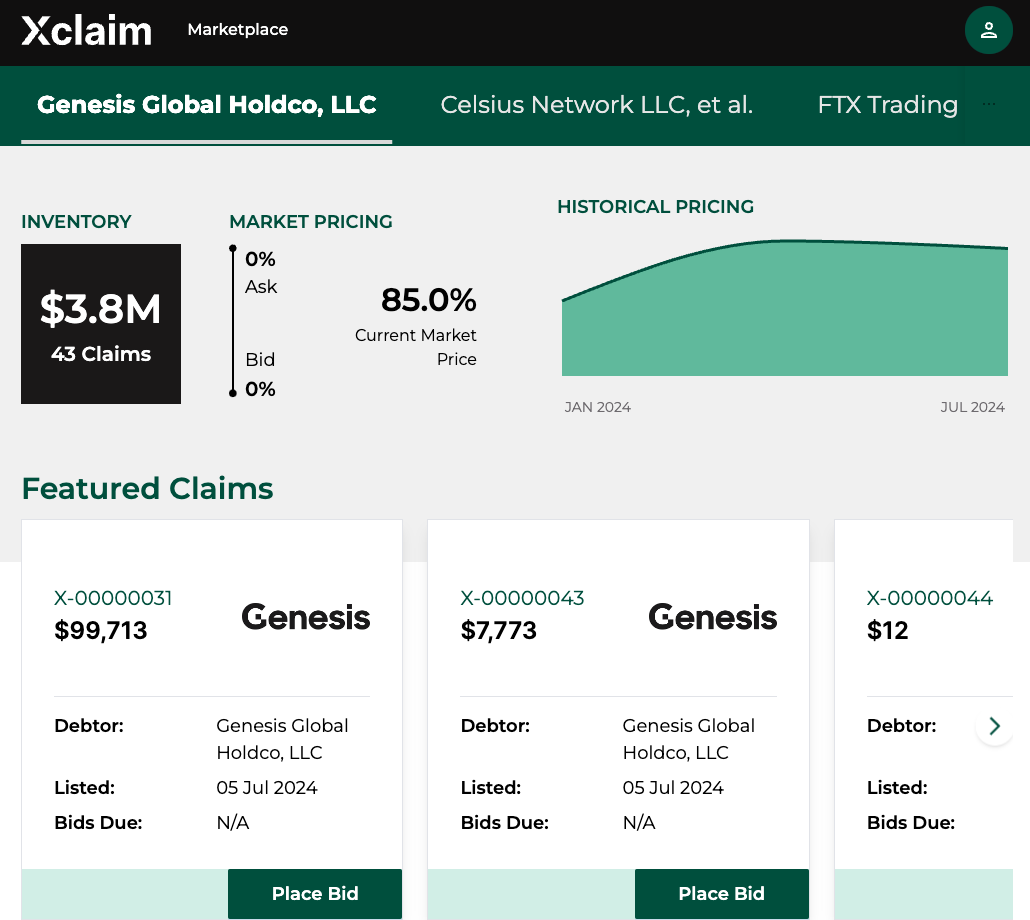 Xclaim
Marketplace
Genesis Global Holdco, LLC
Celsius Network LLC, et al.
FTX Trading ...
INVENTORY
$3.8M
43 Claims
MARKET PRICING
0%
Ask
Bid
0%
85.0%
Current Market
Price
HISTORICAL PRICING
JAN 2024
JUL 2024
Featured Claims
X-00000031
$99,713
Genesis
Debtor:
Genesis Global
Holdco, LLC
Listed:
05 Jul 2024
Bids Due:
N/A
Place Bid
X-00000043
$7,773
Genesis
Debtor:
Genesis Global
Holdco, LLC
Listed:
05 Jul 2024
Bids Due:
N/A
Place Bid
X-00000044
$12
Debtor:
Listed:
Bids Due: